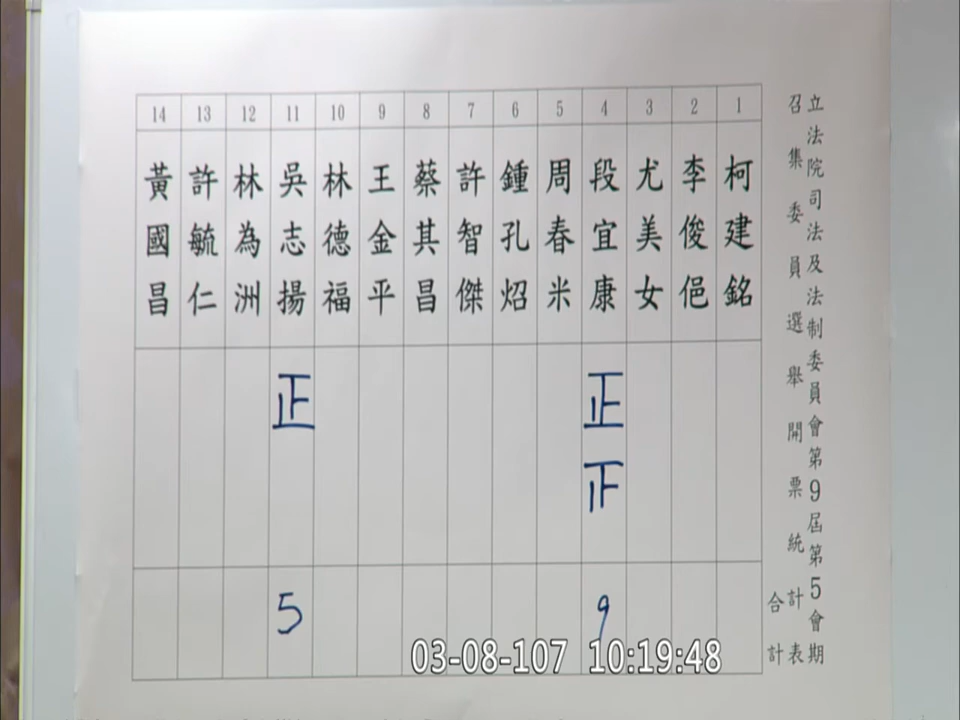 立法院司法及法制委員會第9屆第5會期
召集委員選舉開票統計表
合計
1 柯建銘
2 李俊俋
3 尤美女
4 段宜康
正
正
9
5 周春米
6 鍾孔炤
7 許智傑
8 蔡其昌
9 王金平
10 林德福
11 吳志揚
正
5
12 林為洲
13 許毓仁
14 黃國昌
03-08-107 10:19:48